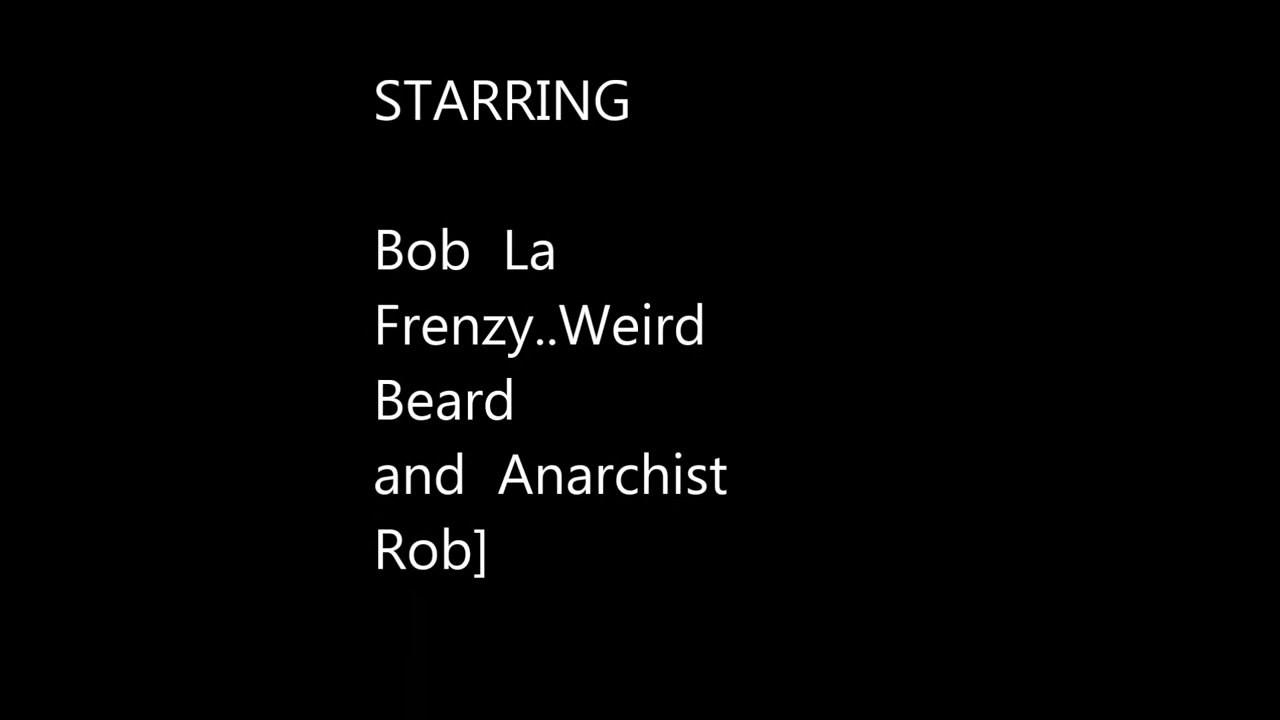 STARRING
Bob La
Frenzy..Weird
Beard
and Anarchist
Rob]